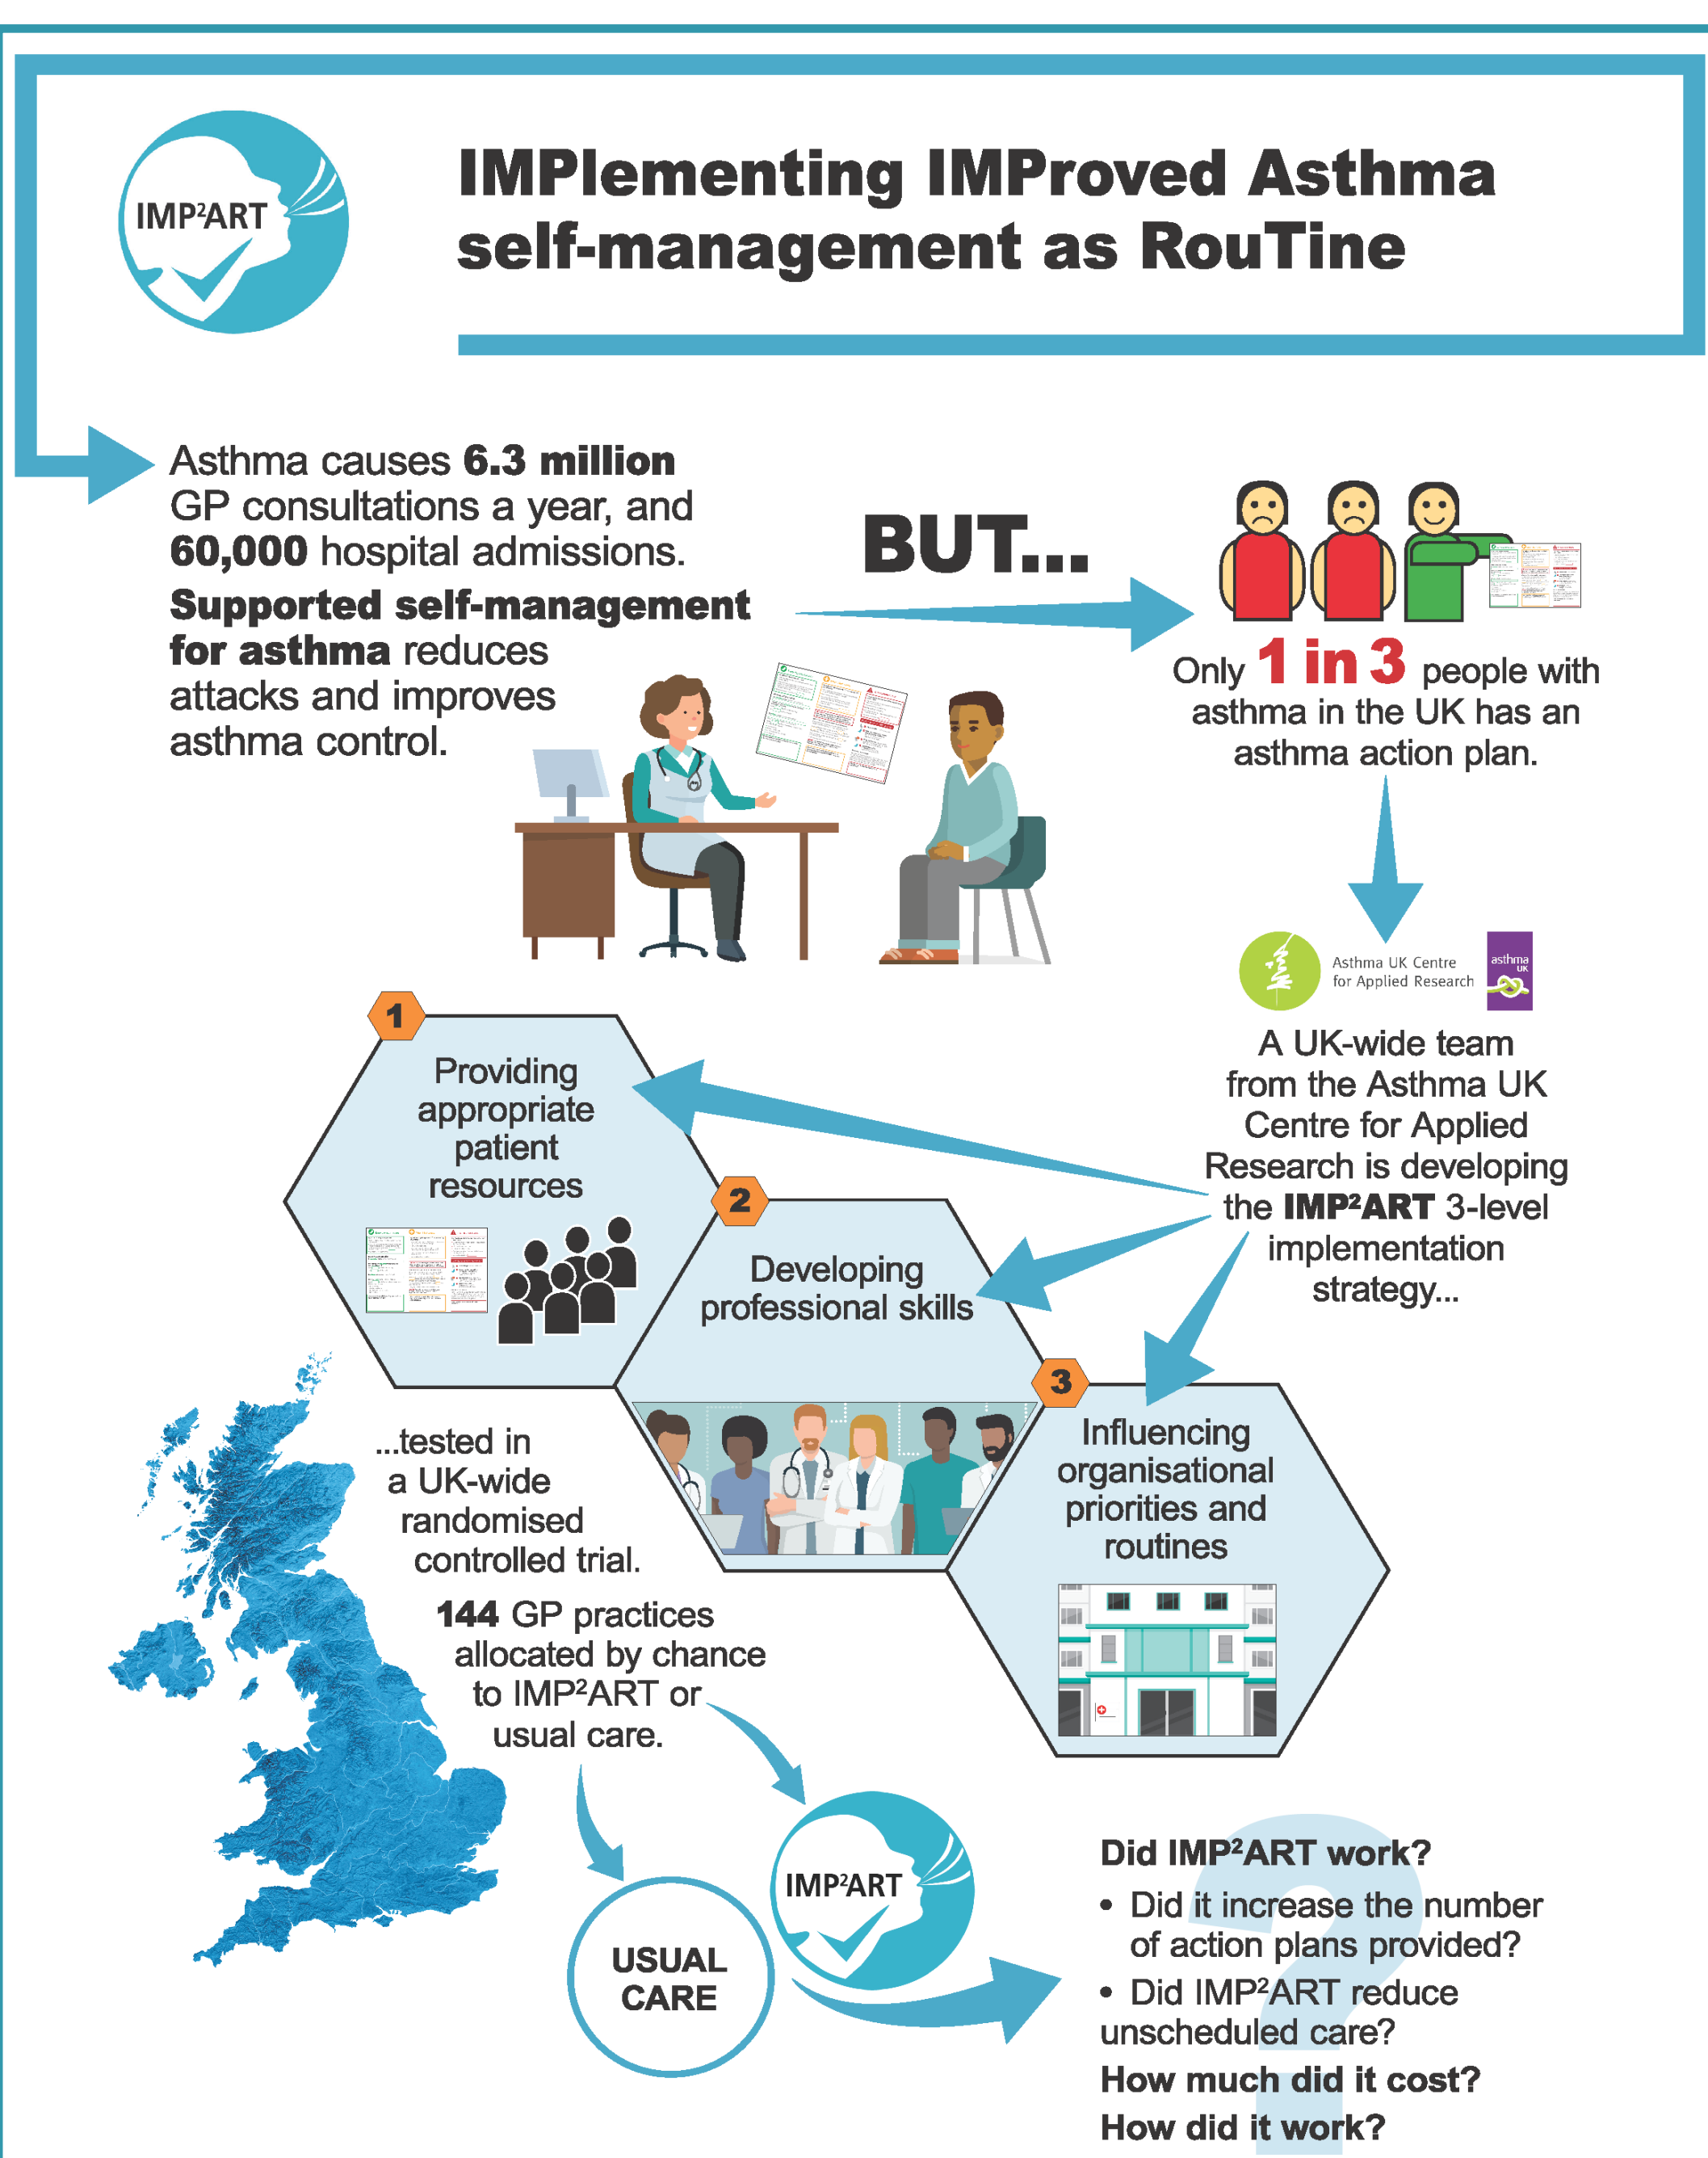 IMP²ART
IMPlementing IMProved Asthma
self-management as RouTine
Asthma causes 6.3 million
GP consultations a year, and
60,000 hospital admissions.
Supported self-management
for asthma reduces
attacks and improves
asthma control.
BUT...
Only 1 in 3 people with
asthma in the UK has an
asthma action plan.
Asthma UK Centre
for Applied Research
asthma
UK
A UK-wide team
from the Asthma UK
Centre for Applied
Research is developing
the IMP²ART 3-level
implementation
strategy...
1
Providing
appropriate
patient
resources
2
Developing
professional skills
3
Influencing
organisational
priorities and
routines
...tested in
a UK-wide
randomised
controlled trial.
144 GP practices
allocated by chance
to IMP²ART or
usual care.
USUAL
CARE
IMP²ART
Did IMP²ART work?
• Did it increase the number
of action plans provided?
• Did IMP²ART reduce
unscheduled care?
How much did it cost?
How did it work?